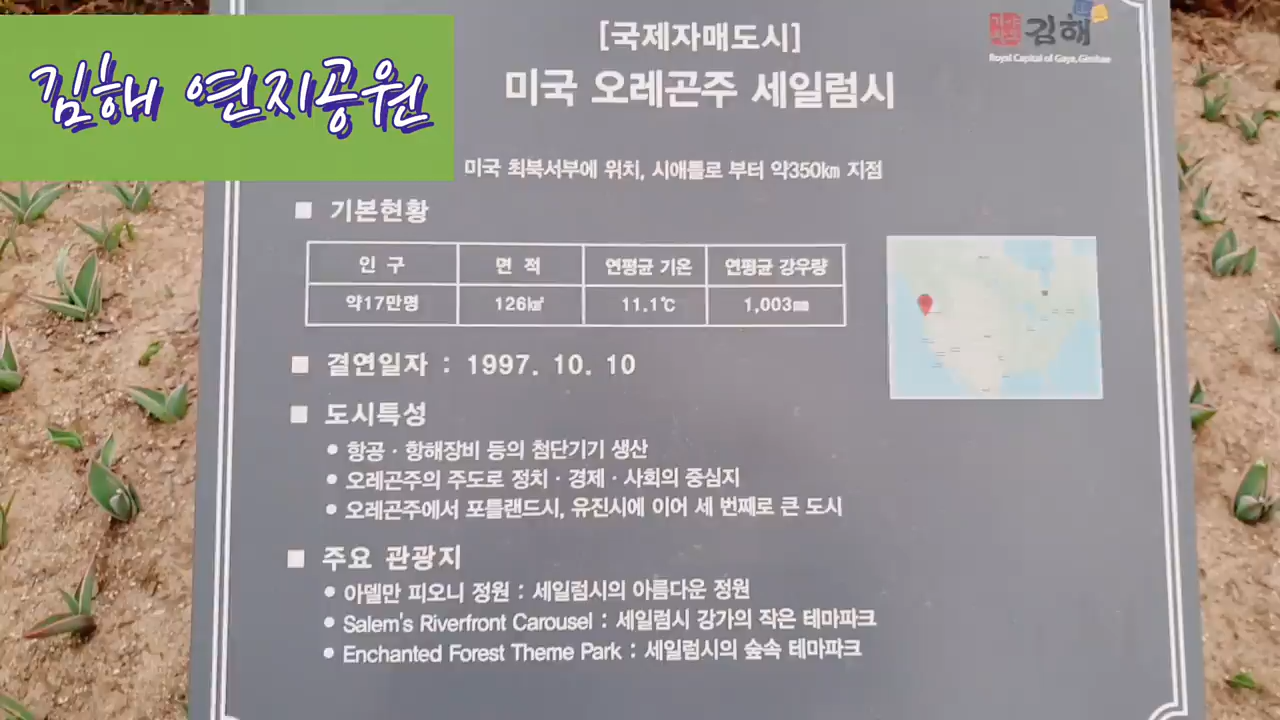 김해 연지공원
[국제자매도시]
미국 오레곤주 세일럼시
김해
Royal Capital of Gaya, Gimhae
미국 최북서부에 위치, 시애틀로 부터 약350㎞ 지점
■ 기본현황
인 구 면 적 연평균 기온 연평균 강우량
약17만명 126㎢ 11.1℃ 1,003㎜
■ 결연일자 : 1997. 10. 10
■ 도시특성
● 항공 · 항해장비 등의 첨단기기 생산
● 오레곤주의 주도로 정치 · 경제 · 사회의 중심지
● 오레곤주에서 포틀랜드시, 유진시에 이어 세 번째로 큰 도시
■ 주요 관광지
● 아델만 피오니 정원 : 세일럼시의 아름다운 정원
● Salem's Riverfront Carousel : 세일럼시 강가의 작은 테마파크
● Enchanted Forest Theme Park : 세일럼시의 숲속 테마파크